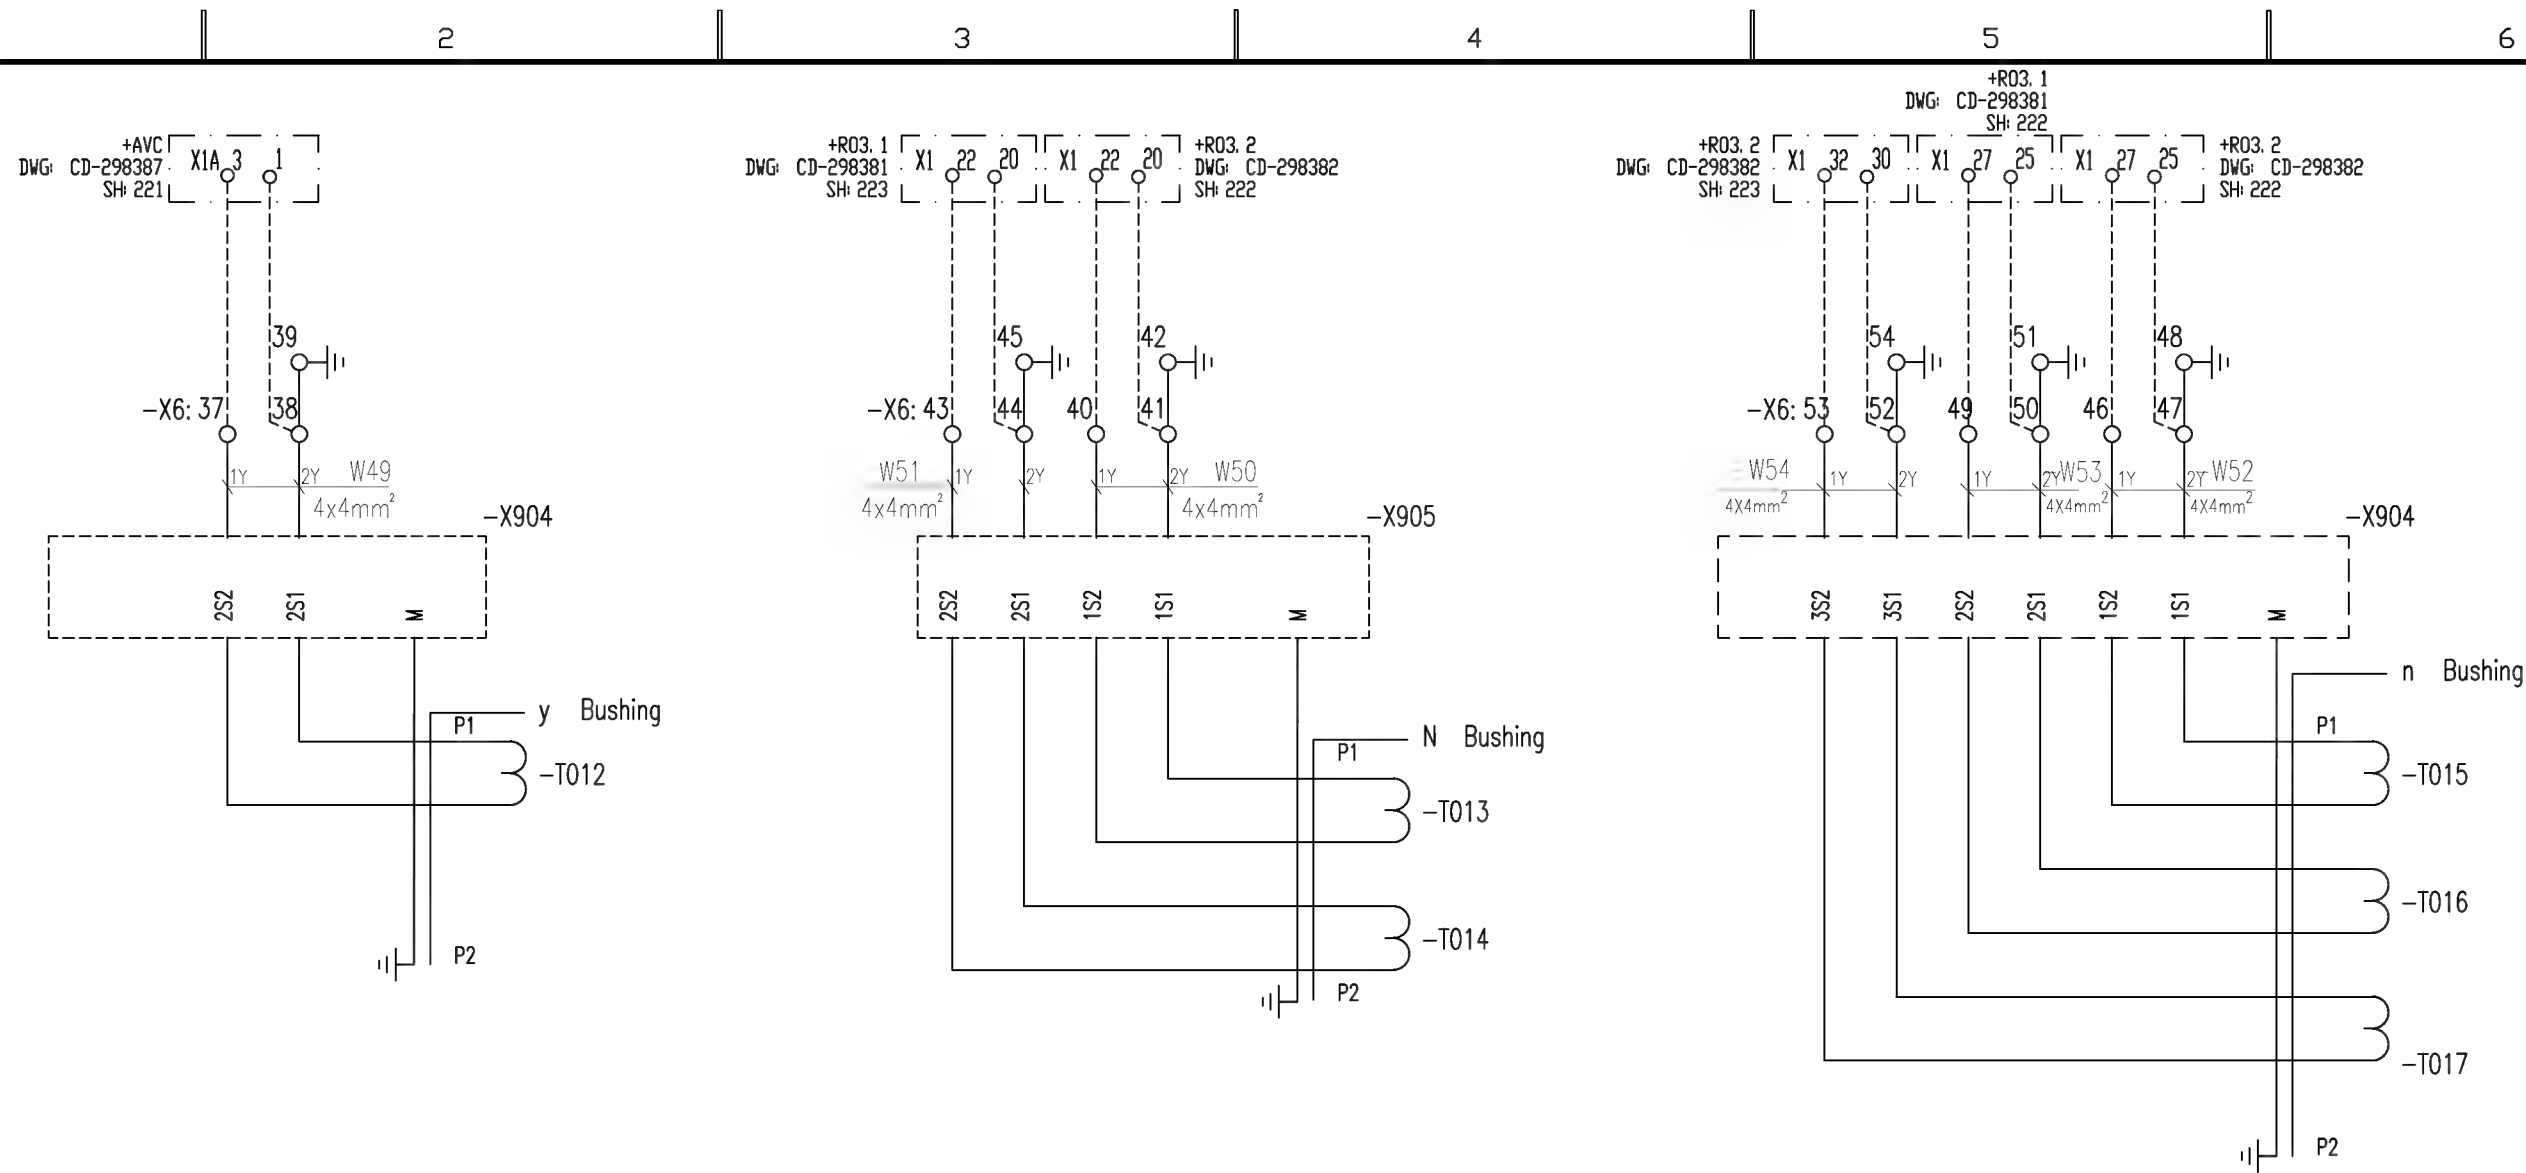 2 3 4 5 6
+AVC
DWG: CD-298387
SH: 221
X1A 3 1
39
-X6: 37 38
1Y 2Y W49
4x4mm²
-X904
2S2 2S1 M
y Bushing
P1
-T012
P2
+R03. 1
DWG: CD-298381
SH: 223
X1 22 20
X1 22 20
+R03. 2
DWG: CD-298382
SH: 222
45 42
-X6: 43 44 40 41
W51 1Y 2Y 1Y 2Y W50
4x4mm² 4x4mm²
-X905
2S2 2S1 1S2 1S1 M
N Bushing
P1
-T013
-T014
P2
+R03. 1
DWG: CD-298381
SH: 222
+R03. 2
DWG: CD-298382
SH: 223
X1 32 30
X1 27 25
X1 27 25
+R03. 2
DWG: CD-298382
SH: 222
54 51 48
-X6: 53 52 49 50 46 47
W54 1Y 2Y 1Y 2Y W53 1Y 2Y W52
4X4mm² 4X4mm² 4X4mm²
-X904
3S2 3S1 2S2 2S1 1S2 1S1 M
n Bushing
P1
-T015
-T016
-T017
P2